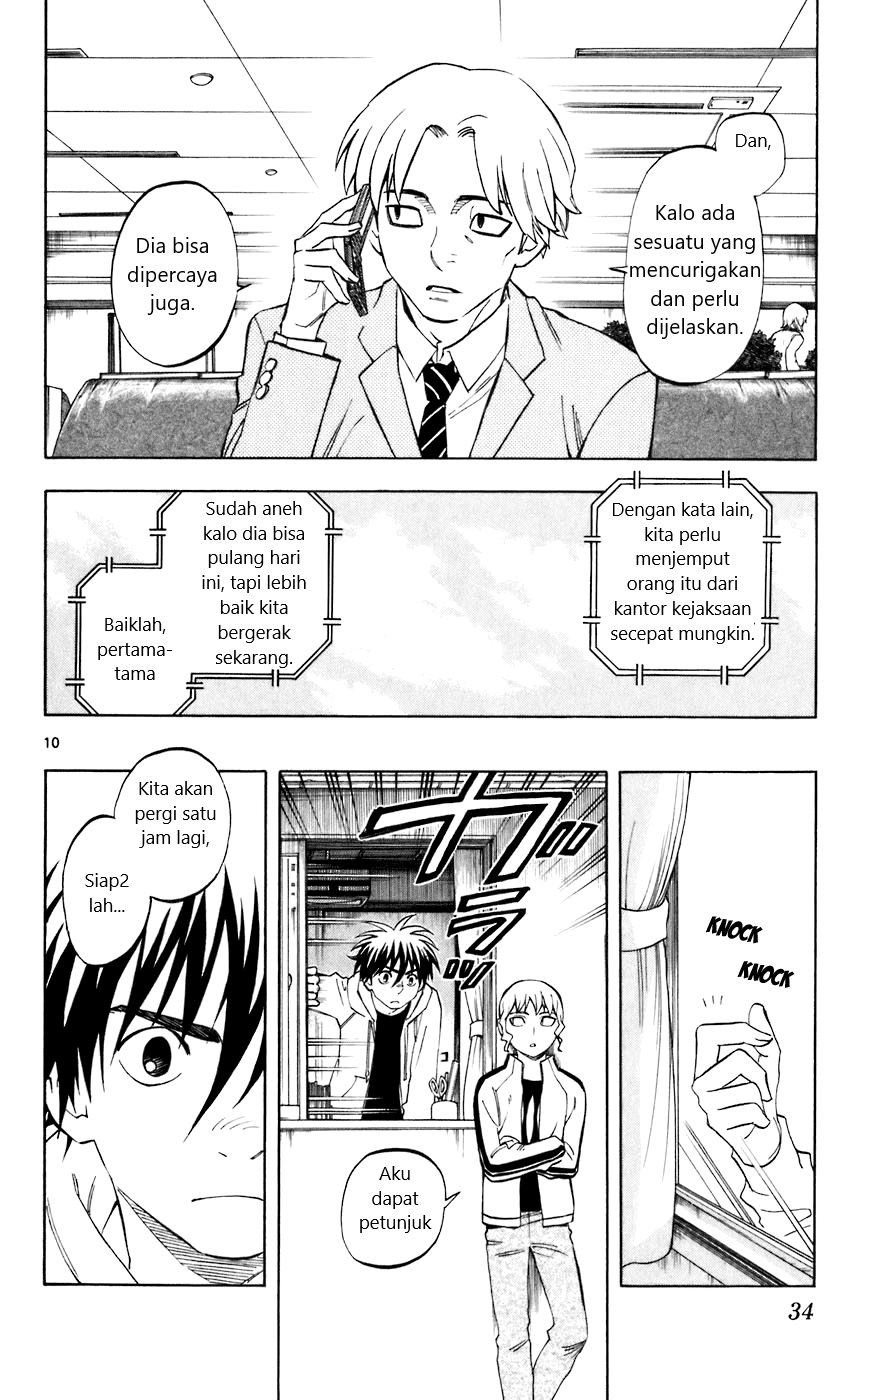 Dan,
Kalo ada
sesuatu yang
mencurigakan
dan perlu
dijelaskan.
Dia bisa
dipercaya
juga.
Dengan kata lain,
kita perlu
menjemput
orang itu dari
kantor kejaksaan
secepat mungkin.
Sudah aneh
kalo dia bisa
pulang hari
ini, tapi lebih
baik kita
bergerak
sekarang.
Baiklah,
pertama-
tama
10
KNOCK
KNOCK
ガラッ
Aku
dapat
petunjuk
Kita akan
pergi satu
jam lagi,
Siap2
lah...
34